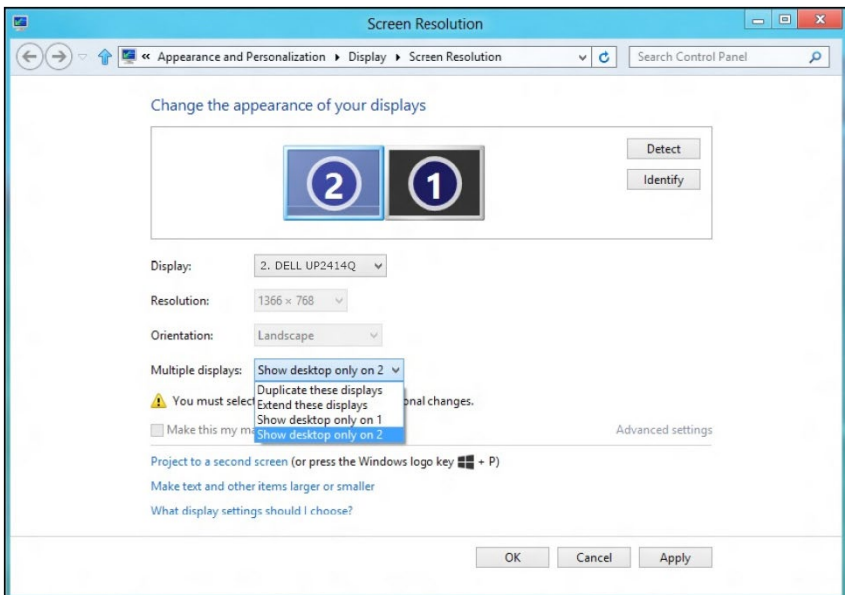 Screen Resolution
« Appearance and Personalization ▸ Display ▸ Screen Resolution
Search Control Panel
Change the appearance of your displays
2
1
Detect
Identify
Display: 2. DELL UP2414Q
Resolution: 1366 × 768
Orientation: Landscape
Multiple displays: Show desktop only on 2
Duplicate these displays
You must select onal changes.
Extend these displays
Show desktop only on 1
Make this my ma Advanced settings
Show desktop only on 2
Project to a second screen (or press the Windows logo key + P)
Make text and other items larger or smaller
What display settings should I choose?
OK Cancel Apply